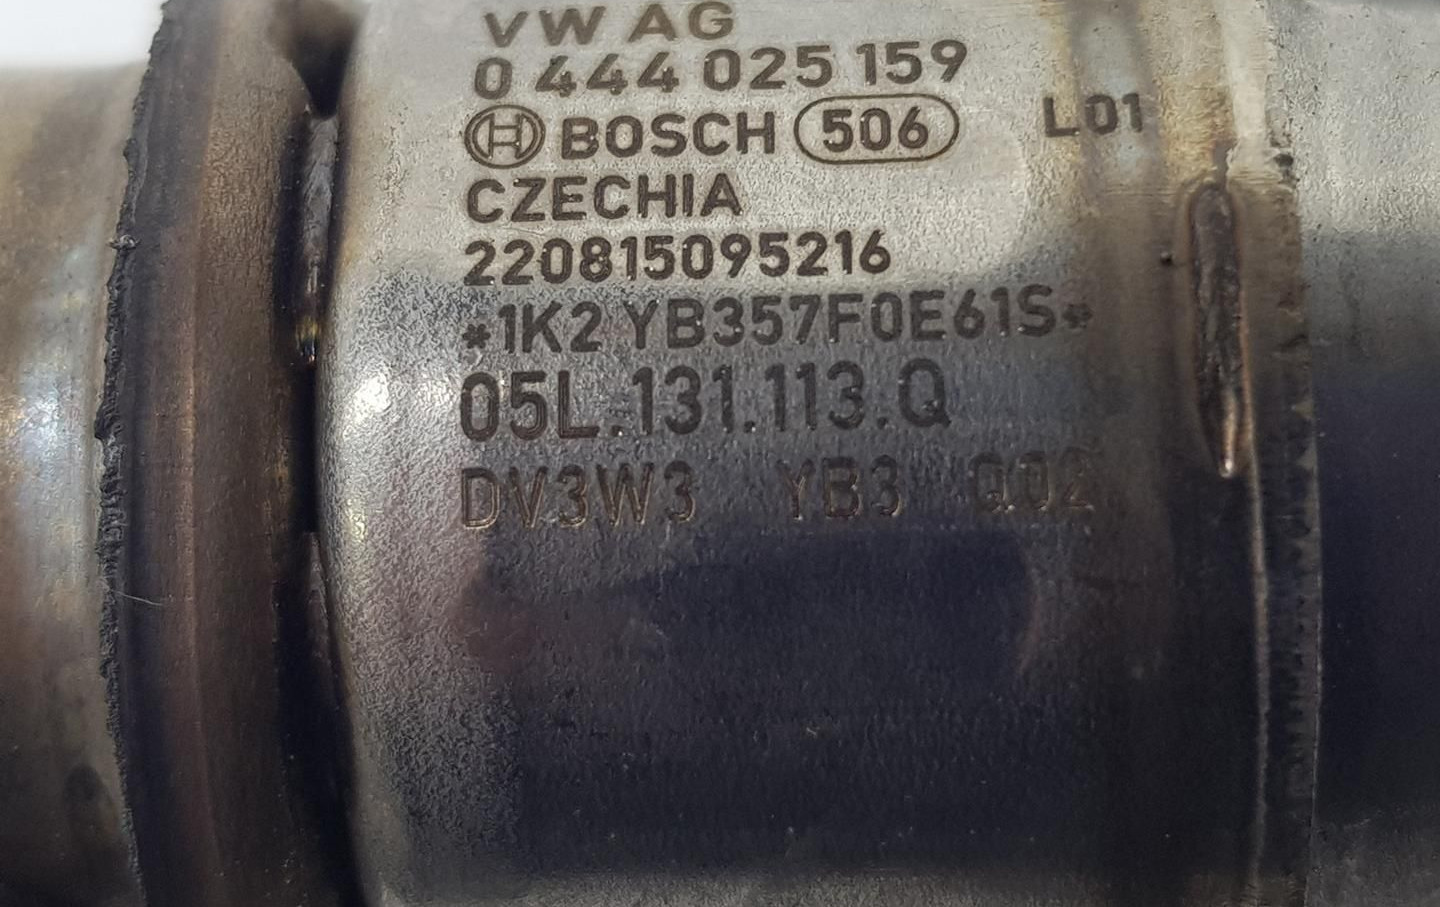 VW AG
0 444 025 159
BOSCH 506 L01
CZECHIA
220815095216
*1K2 YB357F0E61S*
05L.131.113.Q
DV3W3 YB3 Q02